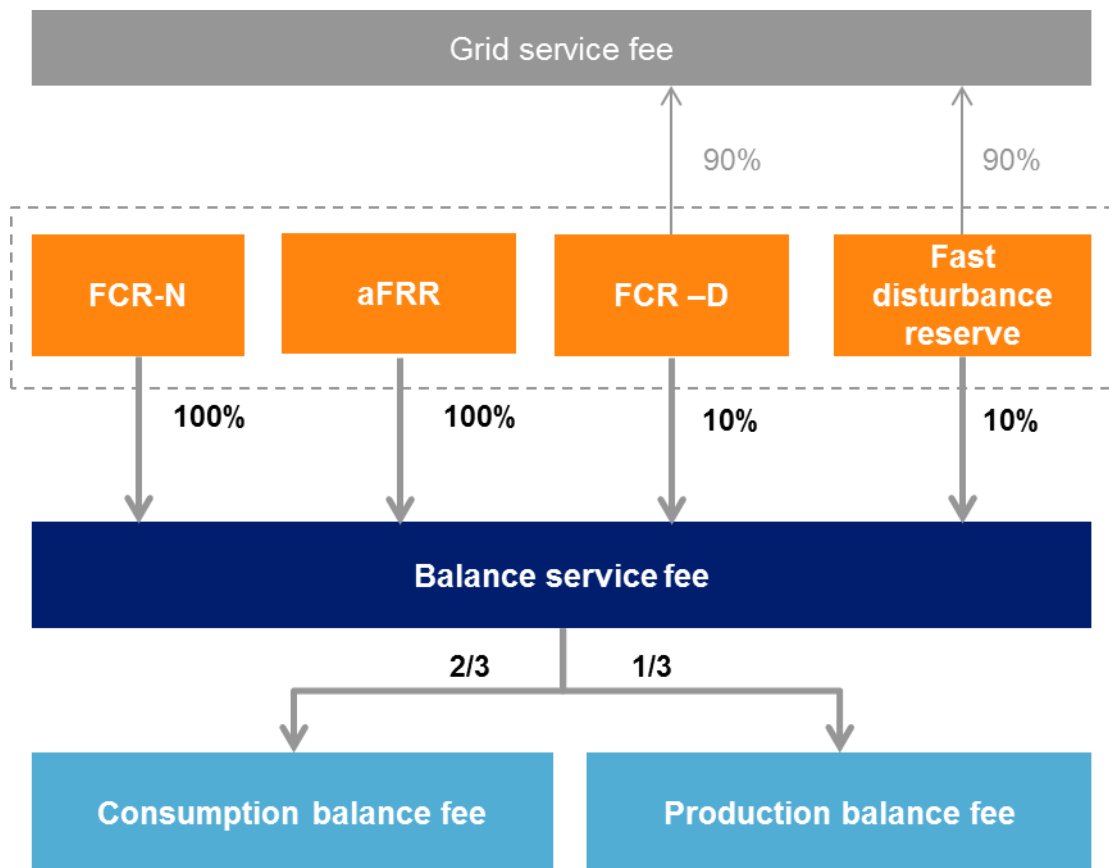 Grid service fee
90%
90%
FCR-N
aFRR
FCR –D
Fast
disturbance
reserve
100%
100%
10%
10%
Balance service fee
2/3
1/3
Consumption balance fee
Production balance fee